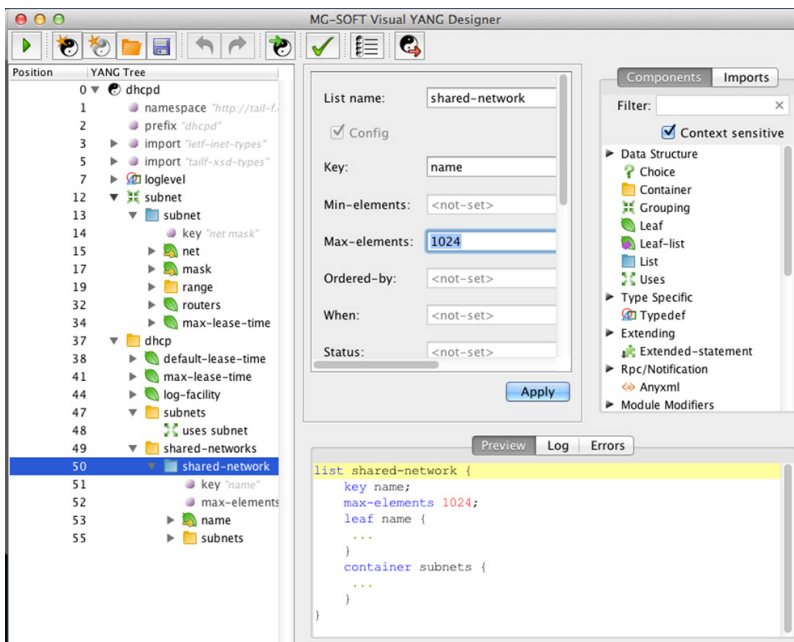 MG-SOFT Visual YANG Designer
Position YANG Tree
0 dhcpd
1 namespace "http://tail-f.
2 prefix "dhcpd"
3 import "ietf-inet-types"
5 import "tailf-xsd-types"
7 loglevel
12 subnet
13 subnet
14 key "net mask"
15 net
17 mask
19 range
32 routers
34 max-lease-time
37 dhcp
38 default-lease-time
41 max-lease-time
44 log-facility
47 subnets
48 uses subnet
49 shared-networks
50 shared-network
51 key "name"
52 max-elements
53 name
55 subnets
List name: shared-network
Config
Key: name
Min-elements: <not-set>
Max-elements: 1024
Ordered-by: <not-set>
When: <not-set>
Status: <not-set>
Apply
Components Imports
Filter:
Context sensitive
Data Structure
Choice
Container
Grouping
Leaf
Leaf-list
List
Uses
Type Specific
Typedef
Extending
Extended-statement
Rpc/Notification
Anyxml
Module Modifiers
Preview Log Errors
list shared-network {
key name;
max-elements 1024;
leaf name {
...
}
container subnets {
...
}
}